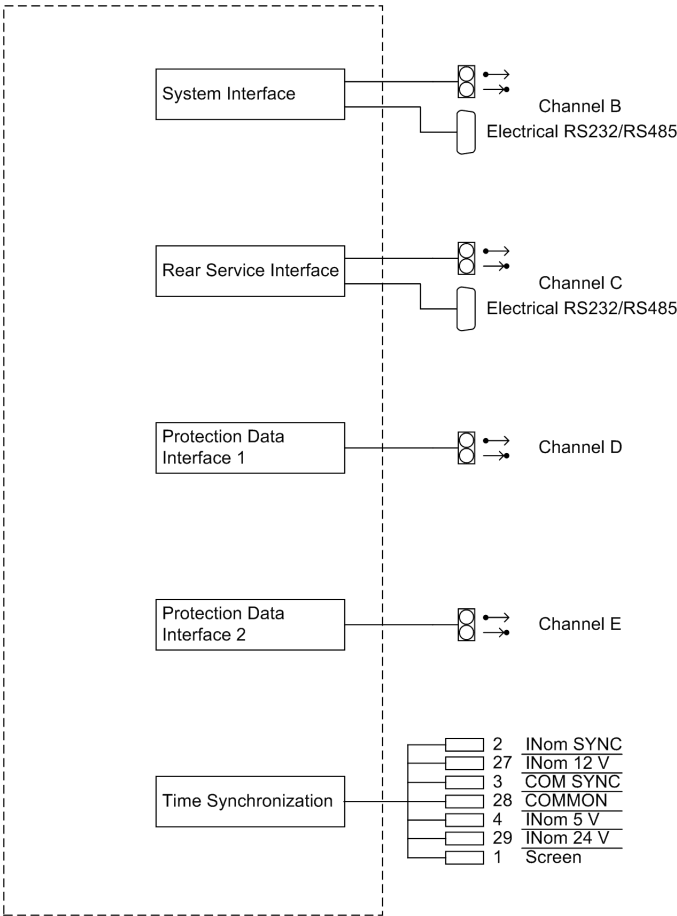 System Interface
Channel B
Electrical RS232/RS485
Rear Service Interface
Channel C
Electrical RS232/RS485
Protection Data
Interface 1
Channel D
Protection Data
Interface 2
Channel E
Time Synchronization
2 INom SYNC
27 INom 12 V
3 COM SYNC
28 COMMON
4 INom 5 V
29 INom 24 V
1 Screen